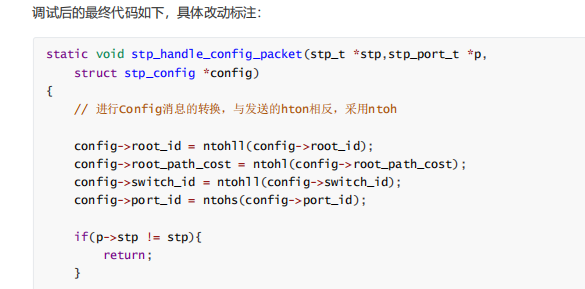 调试后的最终代码如下，具体改动标注：
static void stp_handle_config_packet(stp_t *stp,stp_port_t *p,
struct stp_config *config)
{
// 进行Config消息的转换，与发送的hton相反，采用ntoh
config->root_id = ntohll(config->root_id);
config->root_path_cost = ntohl(config->root_path_cost);
config->switch_id = ntohll(config->switch_id);
config->port_id = ntohs(config->port_id);
if(p->stp != stp){
return;
}